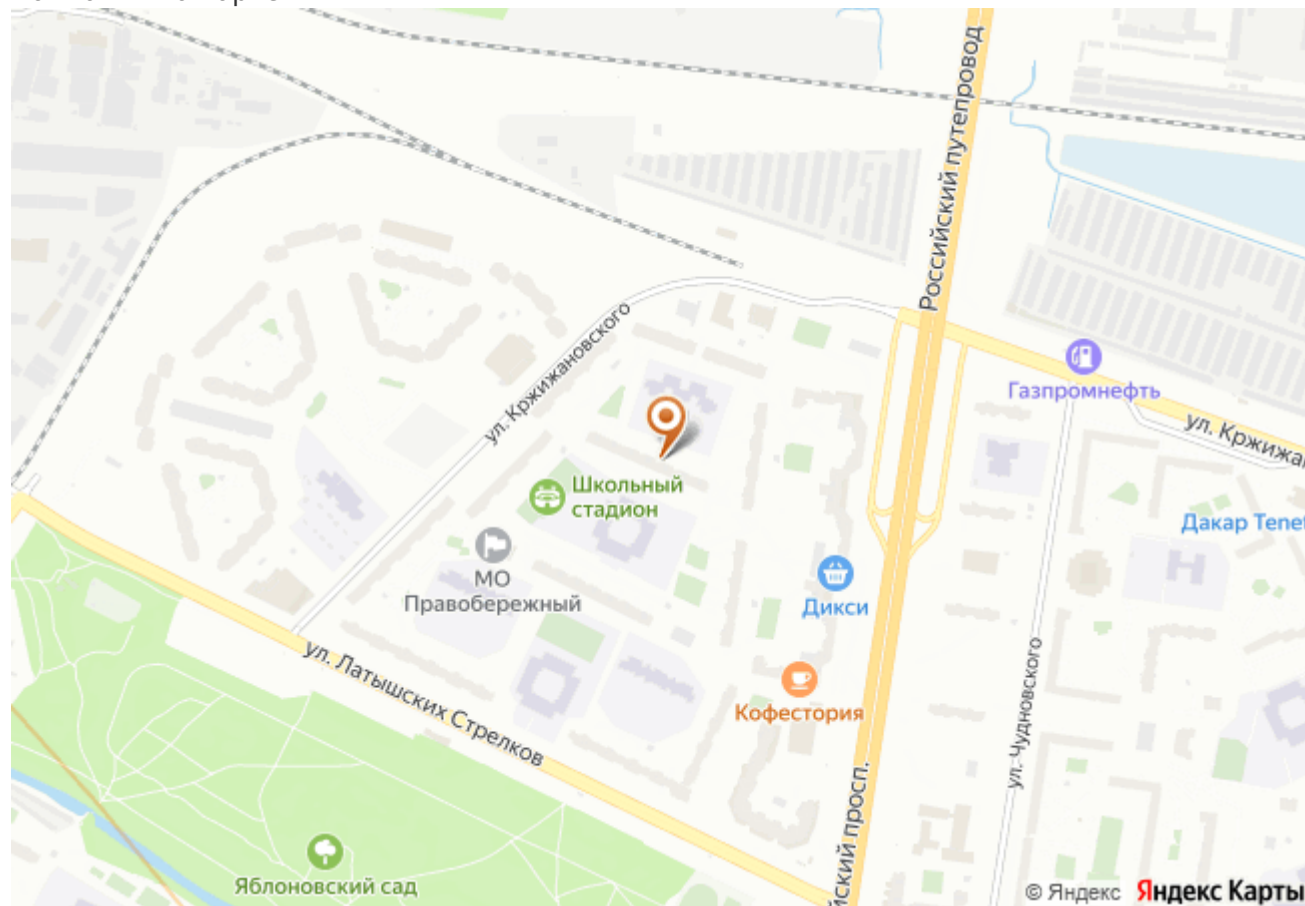 Российский путепровод
ул. Кржижановского
Газпромнефть
ул. Кржижа
Школьный
стадион
Дакар
МО
Правобережный
Дикси
ул. Латышских Стрелков
Кофестория
ул. Чудновского
йский просп.
Яблоновский сад
© Яндекс Яндекс Карты